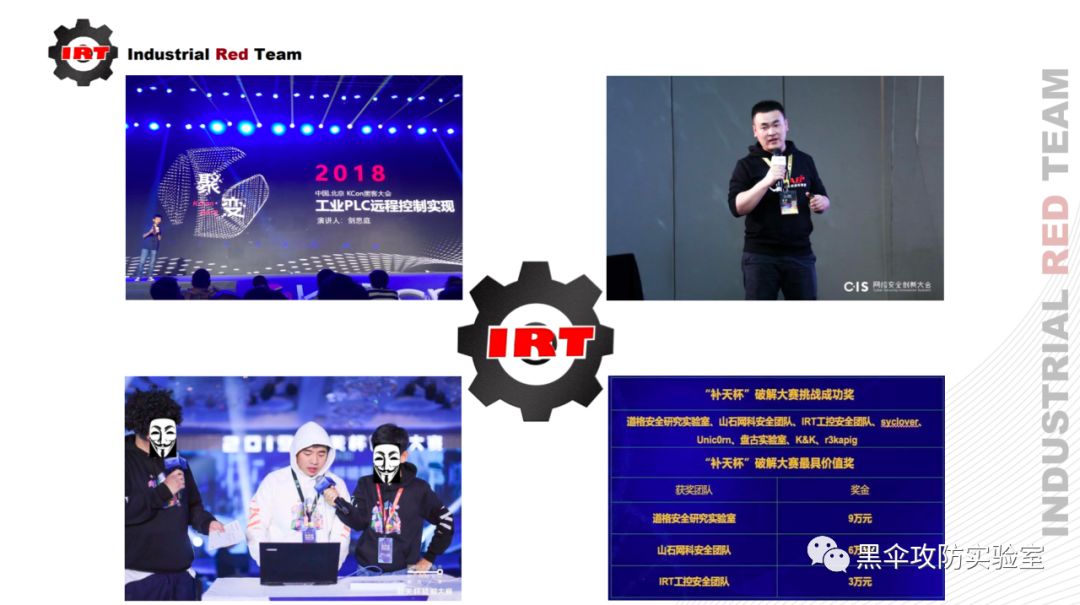 IRT
Industrial Red Team
聚
变
2018
中国.北京 KCon黑客大会
工业PLC远程控制实现
演讲人：剑思庭
CIS 网络安全创新大会
INDUSTRIAL RED TEAM
IRT
“补天杯”破解大赛挑战成功奖
道格安全研究实验室、山石网科安全团队、IRT工控安全团队、syclover、
Unic0rn、盘古实验室、K&K、r3kapig
“补天杯”破解大赛最具价值奖
获奖团队 奖金
道格安全研究实验室 9万元
山石网科安全团队 6万元
IRT工控安全团队 3万元
黑伞攻防实验室